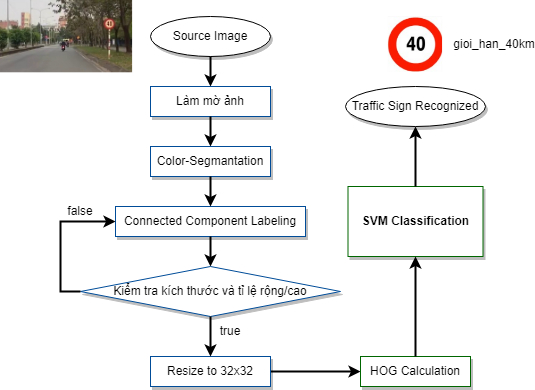 Source Image
40
gioi_han_40km
Làm mờ ảnh
Traffic Sign Recognized
Color-Segmantation
false
Connected Component Labeling
SVM Classification
Kiểm tra kích thước và tỉ lệ rộng/cao
true
Resize to 32x32
HOG Calculation